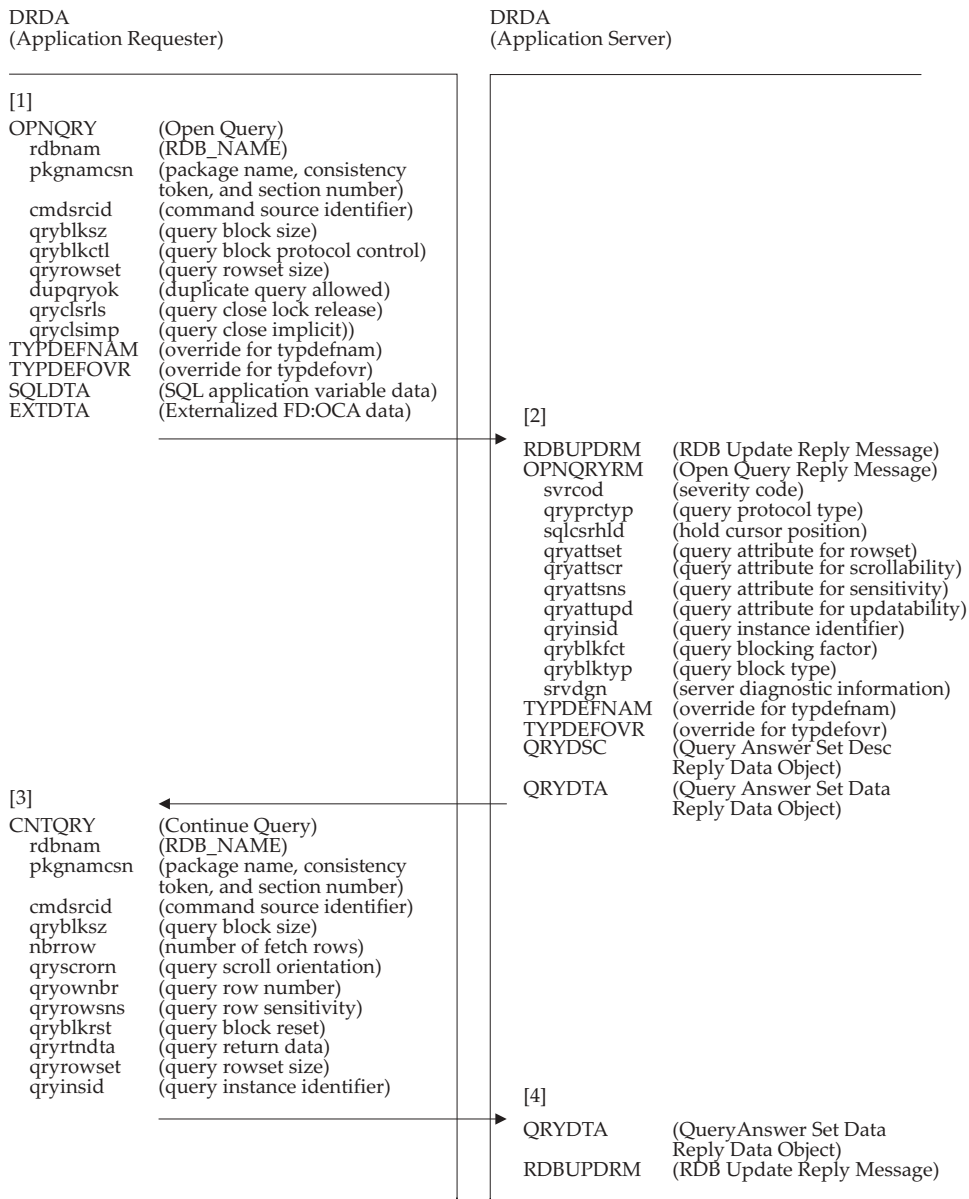 DRDA
(Application Requester)
DRDA
(Application Server)
[1]
OPNQRY (Open Query)
rdbnam (RDB_NAME)
pkgnamcsn (package name, consistency
token, and section number)
cmdsrcid (command source identifier)
qryblksz (query block size)
qryblkctl (query block protocol control)
qryrowset (query rowset size)
dupqryok (duplicate query allowed)
qryclsrls (query close lock release)
qryclsimp (query close implicit))
TYPDEFNAM (override for typdefnam)
TYPDEFOVR (override for typdefovr)
SQLDTA (SQL application variable data)
EXTDTA (Externalized FD:OCA data)
[2]
RDBUPDRM (RDB Update Reply Message)
OPNQRYRM (Open Query Reply Message)
svrcod (severity code)
qryprctyp (query protocol type)
sqlcsrhld (hold cursor position)
qryattset (query attribute for rowset)
qryattscr (query attribute for scrollability)
qryattsns (query attribute for sensitivity)
qryattupd (query attribute for updatability)
qryinsid (query instance identifier)
qryblkfct (query blocking factor)
qryblktyp (query block type)
srvdgn (server diagnostic information)
TYPDEFNAM (override for typdefnam)
TYPDEFOVR (override for typdefovr)
QRYDSC (Query Answer Set Desc
Reply Data Object)
QRYDTA (Query Answer Set Data
Reply Data Object)
[3]
CNTQRY (Continue Query)
rdbnam (RDB_NAME)
pkgnamcsn (package name, consistency
token, and section number)
cmdsrcid (command source identifier)
qryblksz (query block size)
nbrrow (number of fetch rows)
qryscrorn (query scroll orientation)
qryownbr (query row number)
qryrowsns (query row sensitivity)
qryblkrst (query block reset)
qryrtndta (query return data)
qryrowset (query rowset size)
qryinsid (query instance identifier)
[4]
QRYDTA (QueryAnswer Set Data
Reply Data Object)
RDBUPDRM (RDB Update Reply Message)